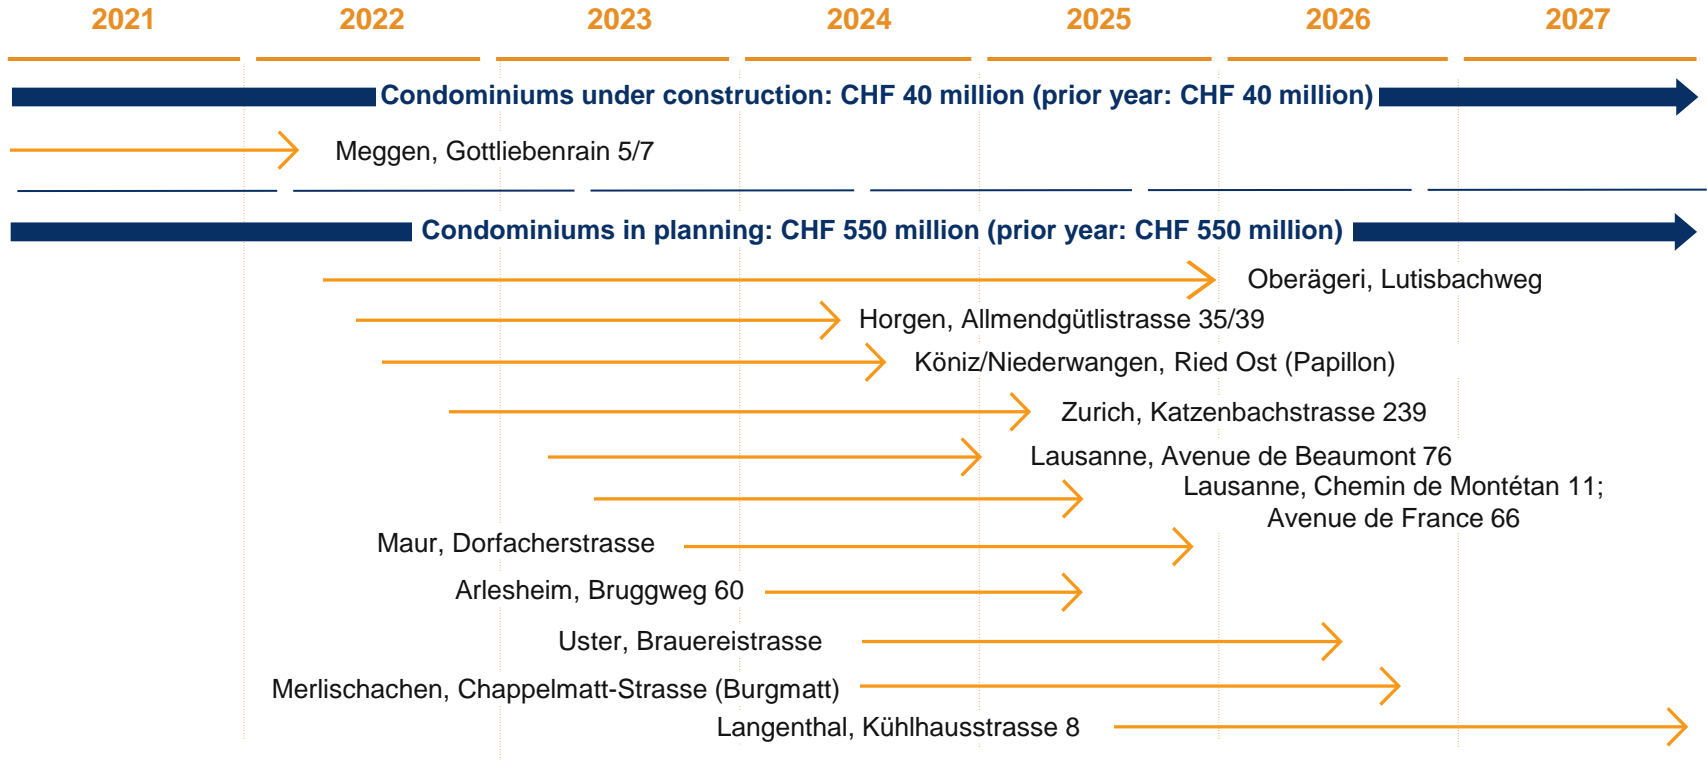 2021 2022 2023 2024 2025 2026 2027
Condominiums under construction: CHF 40 million (prior year: CHF 40 million)
Meggen, Gottliebenrain 5/7
Condominiums in planning: CHF 550 million (prior year: CHF 550 million)
Oberägeri, Lutisbachweg
Horgen, Allmendgütlistrasse 35/39
Köniz/Niederwangen, Ried Ost (Papillon)
Zurich, Katzenbachstrasse 239
Lausanne, Avenue de Beaumont 76
Lausanne, Chemin de Montétan 11;
Avenue de France 66
Maur, Dorfacherstrasse
Arlesheim, Bruggweg 60
Uster, Brauereistrasse
Merlischachen, Chappelmatt-Strasse (Burgmatt)
Langenthal, Kühlhausstrasse 8